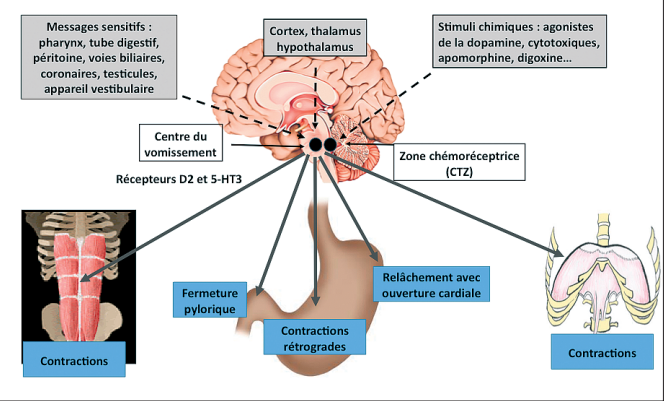 Messages sensitifs :
pharynx, tube digestif,
péritoine, voies biliaires,
coronaires, testicules,
appareil vestibulaire
Cortex, thalamus
hypothalamus
Stimuli chimiques : agonistes
de la dopamine, cytotoxiques,
apomorphine, digoxine…
Centre du
vomissement
Zone chémoréceptrice
(CTZ)
Récepteurs D2 et 5-HT3
Fermeture
pylorique
Relâchement avec
ouverture cardiale
Contractions
rétrogrades
Contractions
Contractions